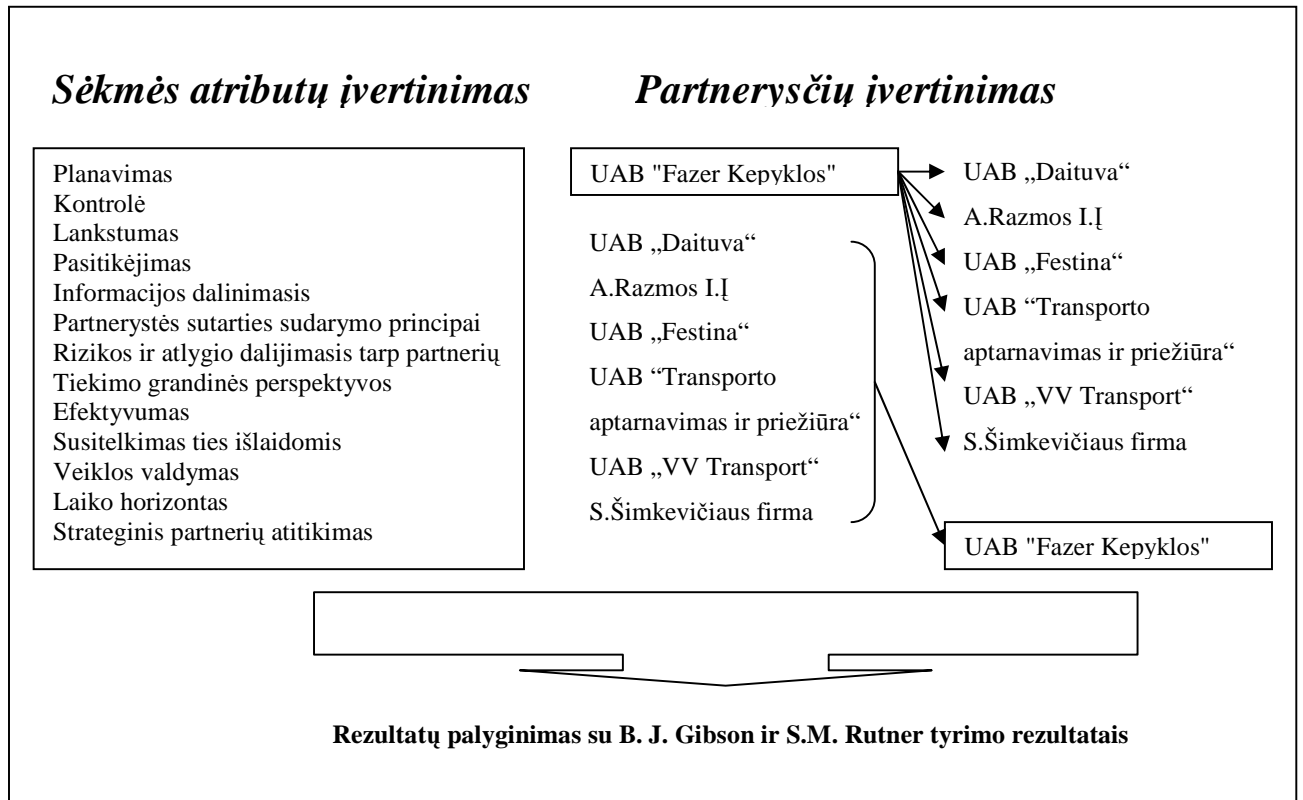 Sėkmės atributų įvertinimas
Partnerysčių įvertinimas
Planavimas
Kontrolė
Lankstumas
Pasitikėjimas
Informacijos dalinimasis
Partnerystės sutarties sudarymo principai
Rizikos ir atlygio dalijimasis tarp partnerių
Tiekimo grandinės perspektyvos
Efektyvumas
Susitelkimas ties išlaidomis
Veiklos valdymas
Laiko horizontas
Strateginis partnerių atitikimas
UAB "Fazer Kepyklos"
UAB „Daituva“
A.Razmos I.Į
UAB „Festina“
UAB “Transporto
aptarnavimas ir priežiūra“
UAB „VV Transport“
S.Šimkevičiaus firma
UAB „Daituva“
A.Razmos I.Į
UAB „Festina“
UAB “Transporto
aptarnavimas ir priežiūra“
UAB „VV Transport“
S.Šimkevičiaus firma
UAB "Fazer Kepyklos"
Rezultatų palyginimas su B. J. Gibson ir S.M. Rutner tyrimo rezultatais